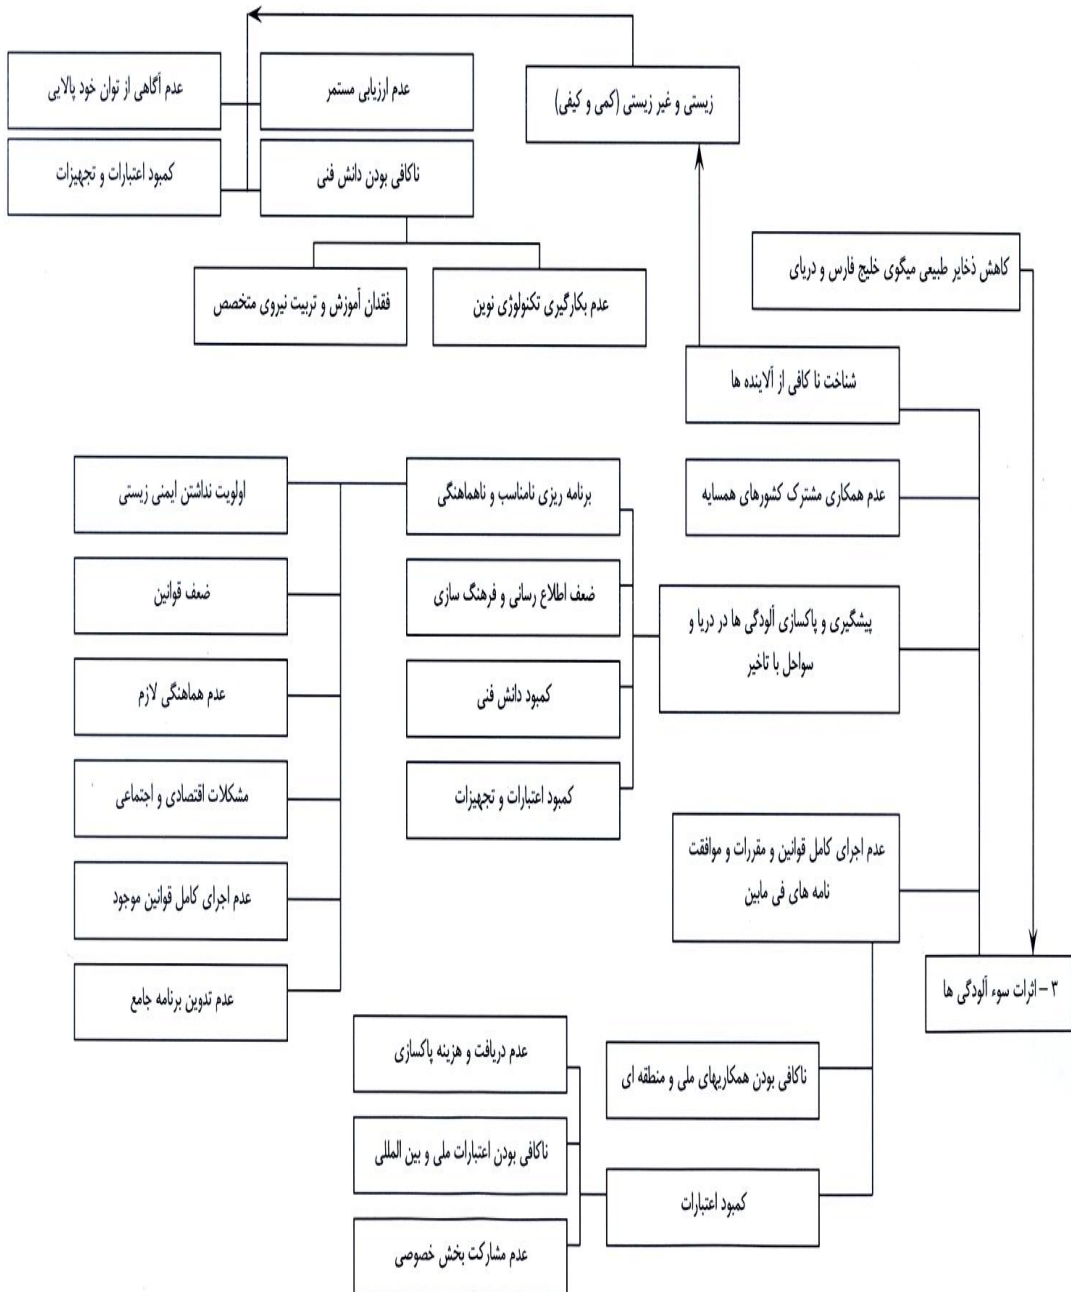 زیستی و غیر زیستی (کمی و کیفی)
عدم ارزیابی مستمر
عدم آگاهی از توان خود پالایی
ناکافی بودن دانش فنی
کمبود اعتبارات و تجهیزات
عدم بکارگیری تکنولوژی نوین
فقدان آموزش و تربیت نیروی متخصص
کاهش ذخایر طبیعی میگوی خلیج فارس و دریای
شناخت نا کافی از آلاینده ها
عدم همکاری مشترک کشورهای همسایه
پیشگیری و پاکسازی آلودگی ها در دریا و
سواحل با تاخیر
برنامه ریزی نامناسب و ناهماهنگی
ضعف اطلاع رسانی و فرهنگ سازی
کمبود دانش فنی
کمبود اعتبارات و تجهیزات
اولویت نداشتن ایمنی زیستی
ضعف قوانین
عدم هماهنگی لازم
مشکلات اقتصادی و اجتماعی
عدم اجرای کامل قوانین موجود
عدم تدوین برنامه جامع
عدم اجرای کامل قوانین و مقررات و موافقت
نامه های فی مابین
۳ – اثرات سوء آلودگی ها
ناکافی بودن همکاریهای ملی و منطقه ای
کمبود اعتبارات
عدم دریافت و هزینه پاکسازی
ناکافی بودن اعتبارات ملی و بین المللی
عدم مشارکت بخش خصوصی